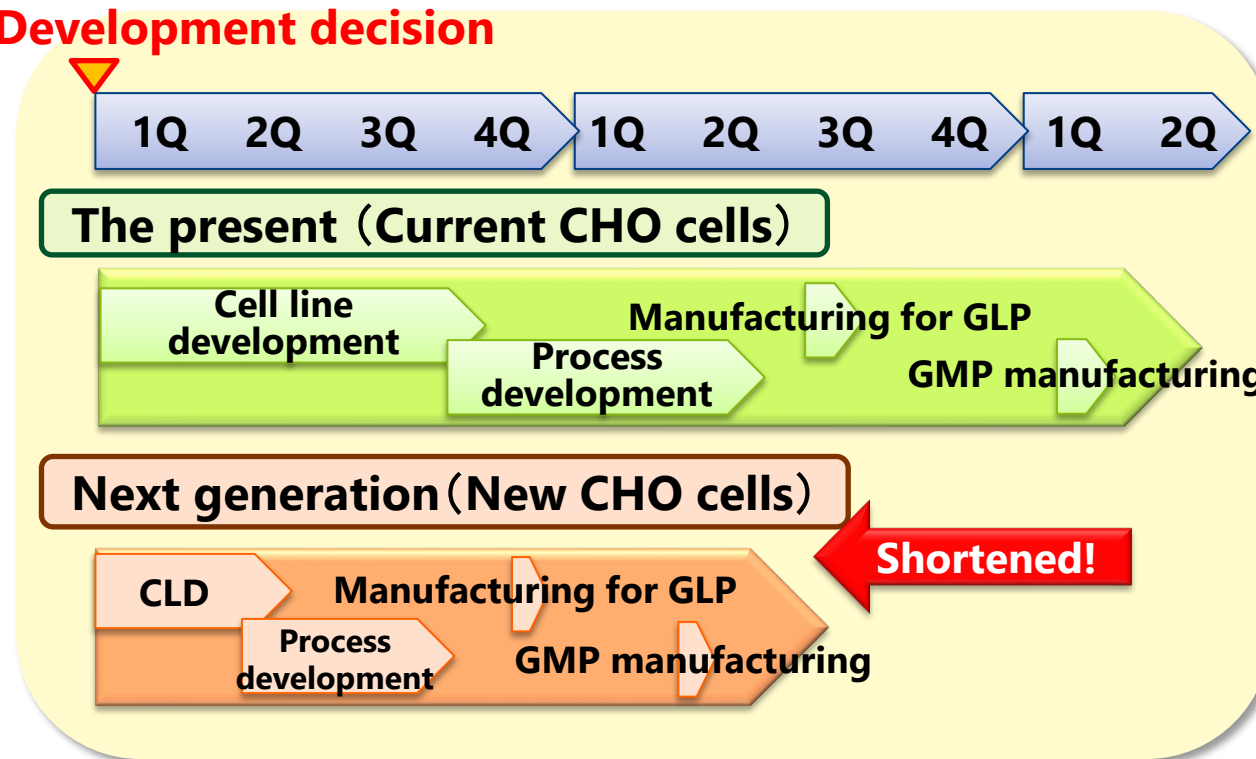 Development decision
1Q 2Q 3Q 4Q 1Q 2Q 3Q 4Q 1Q 2Q
The present（Current CHO cells）
Cell line
development
Manufacturing for GLP
Process
development
GMP manufacturing
Next generation（New CHO cells）
Shortened!
CLD
Manufacturing for GLP
Process
development
GMP manufacturing